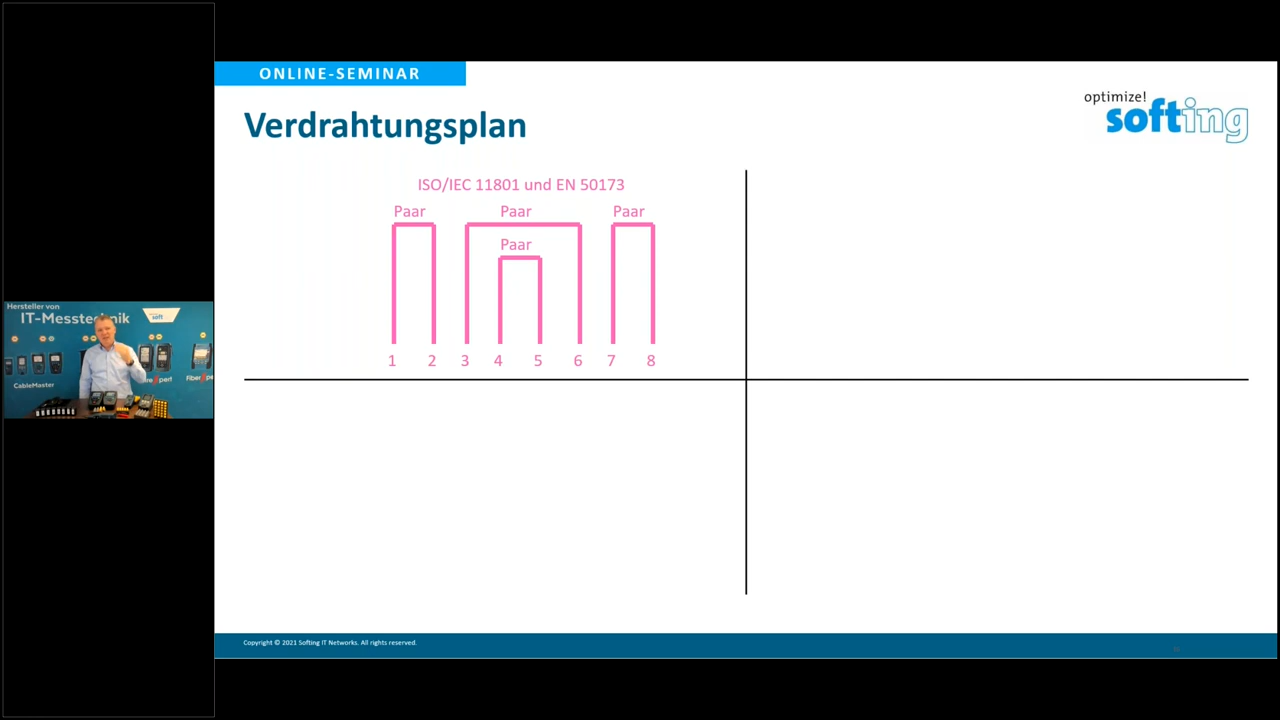 ONLINE-SEMINAR
Verdrahtungsplan
optimize!
softing
ISO/IEC 11801 und EN 50173
Paar Paar Paar
Paar
1 2 3 4 5 6 7 8
Hersteller von
IT-Messtechnik
soft
CableMaster
Copyright © 2021 Softing IT Networks. All rights reserved.